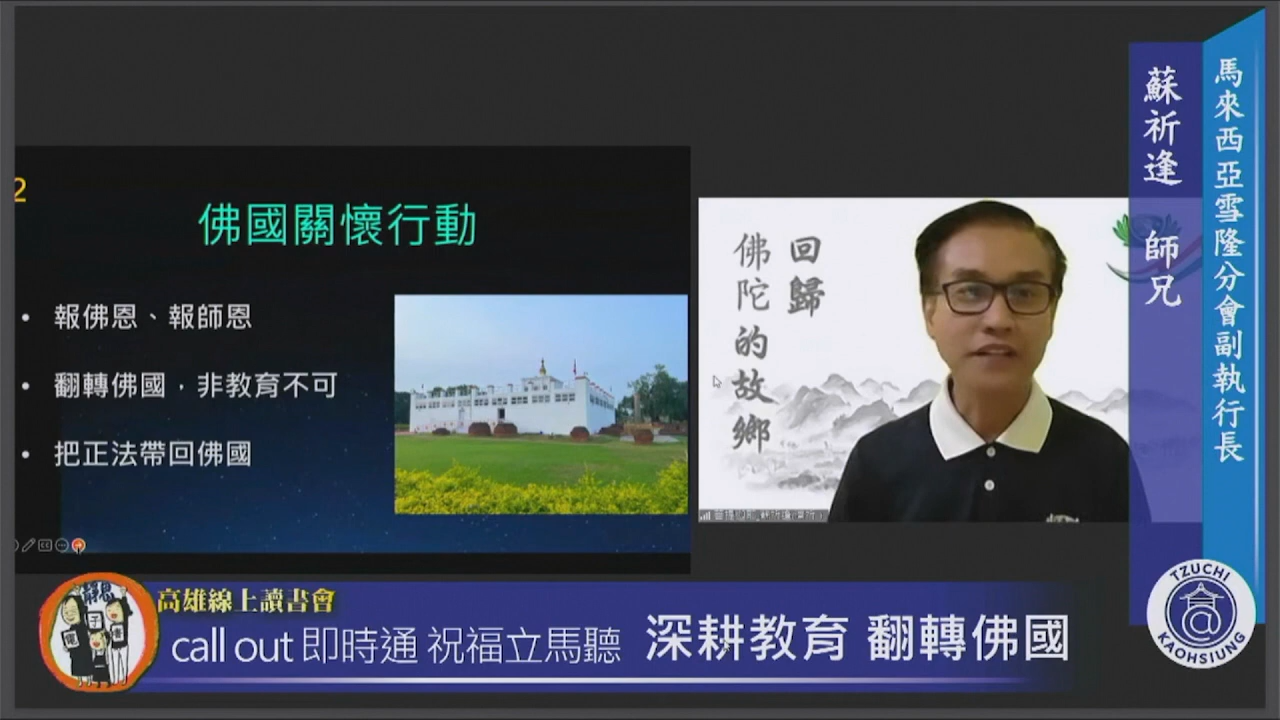 2
佛國關懷行動
• 報佛恩、報師恩
• 翻轉佛國，非教育不可
• 把正法帶回佛國
回歸
佛陀的故鄉
馬來西亞雪隆分會副執行長
蘇祈逢 師兄
靜思
高雄線上讀書會
call out 即時通 祝福立馬聽
深耕教育 翻轉佛國
TZUCHI
KAOHSIUNG